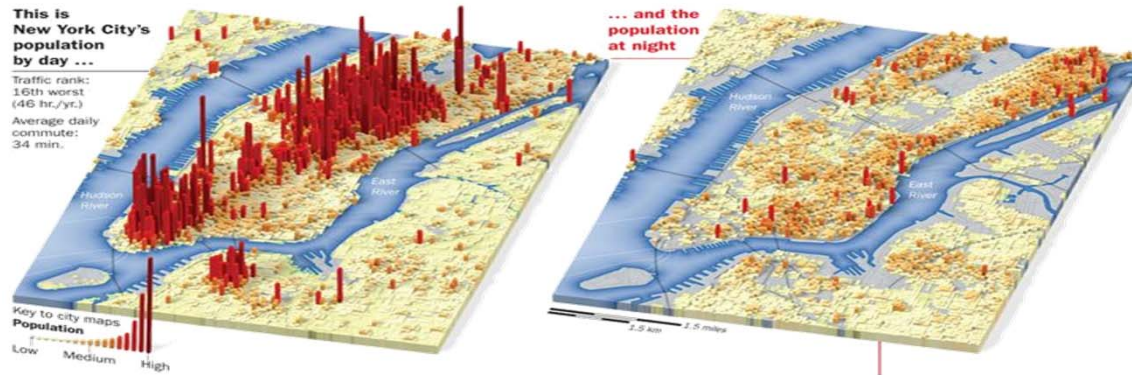 This is
New York City's
population
by day ...
Traffic rank:
16th worst
(46 hr./yr.)
Average daily
commute:
34 min.
Hudson
River
East
River
Key to city maps
Population
Low
Medium
High
... and the
population
at night
Hudson
River
East
River
1.5 km
1.5 miles